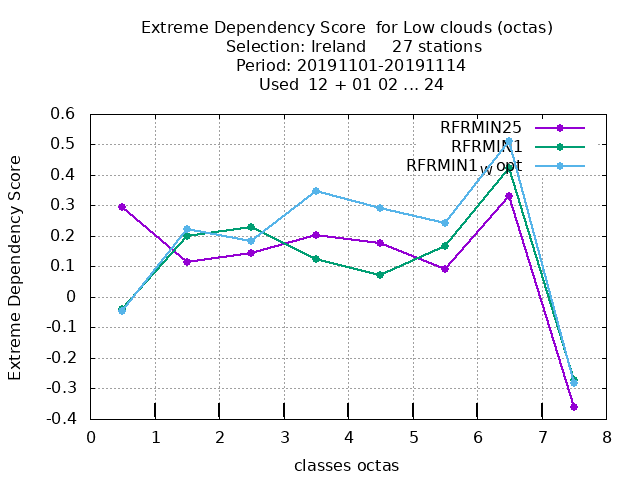 Extreme Dependency Score  for Low clouds (octas)
Selection: Ireland     27 stations
Period: 20191101-20191114
Used  12 + 01 02 ... 24
RFRMIN25
RFRMIN1
RFRMIN1wopt
Extreme Dependency Score
0.6
0.5
0.4
0.3
0.2
0.1
0
-0.1
-0.2
-0.3
-0.4
0 1 2 3 4 5 6 7 8
classes octas